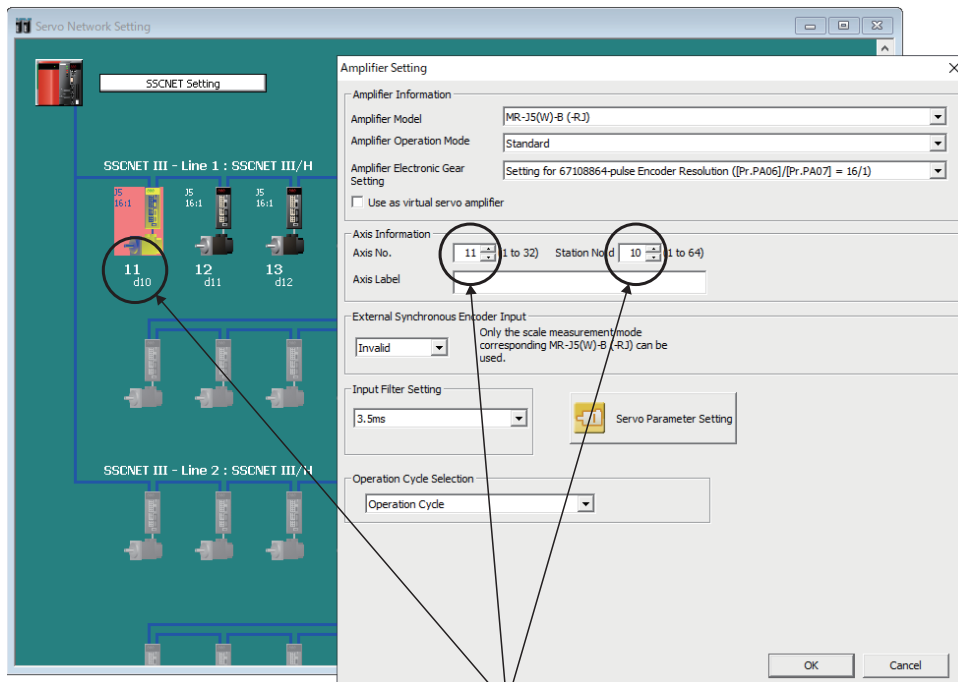 Servo Network Setting
SSCNET Setting
SSCNET III - Line 1 : SSCNET III/H
J5
16:1
J5
16:1
J5
16:1
11
d10
12
d11
13
d12
SSCNET III - Line 2 : SSCNET III/H
Amplifier Setting
Amplifier Information
Amplifier Model
MR-J5(W)-B (-RJ)
Amplifier Operation Mode
Standard
Amplifier Electronic Gear
Setting
Setting for 67108864-pulse Encoder Resolution ([Pr.PA06]/[Pr.PA07] = 16/1)
Use as virtual servo amplifier
Axis Information
Axis No.
11
(1 to 32)
Station No.d
10
(1 to 64)
Axis Label
External Synchronous Encoder Input
Invalid
Only the scale measurement mode
corresponding MR-J5(W)-B (-RJ) can be
used.
Input Filter Setting
3.5ms
Servo Parameter Setting
Operation Cycle Selection
Operation Cycle
OK
Cancel